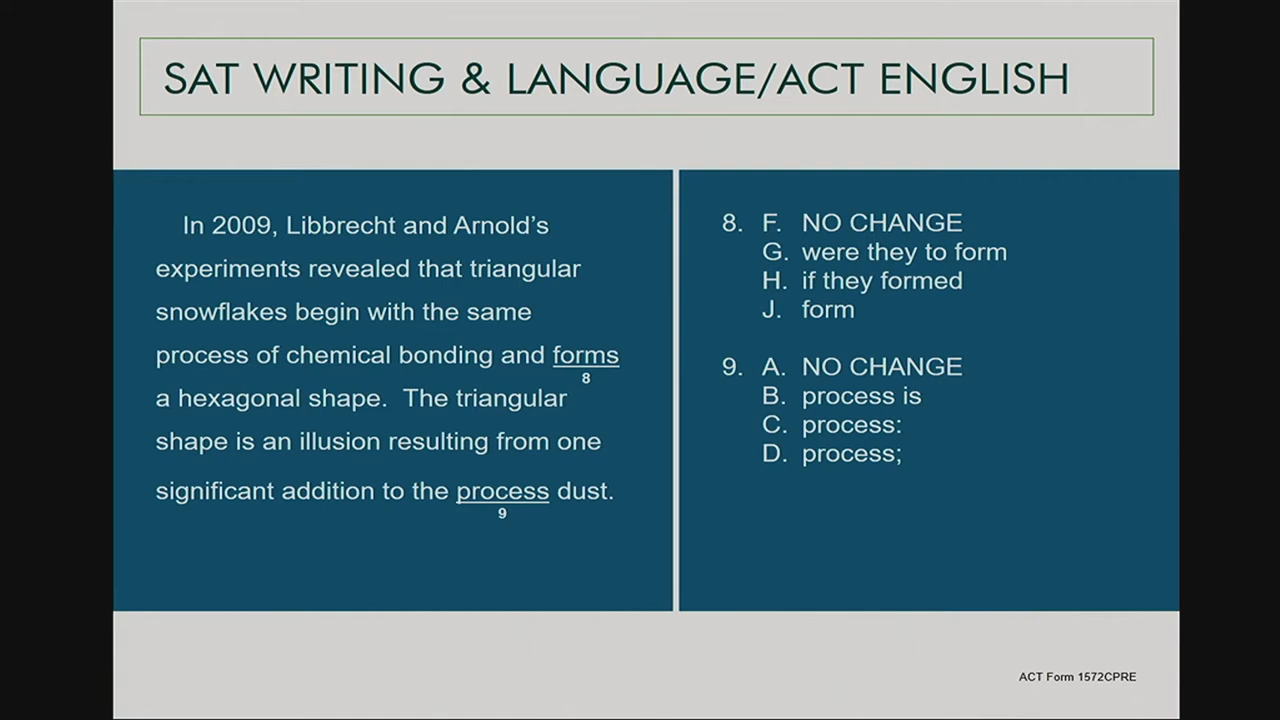 SAT WRITING & LANGUAGE/ACT ENGLISH
In 2009, Libbrecht and Arnold's
experiments revealed that triangular
snowflakes begin with the same
process of chemical bonding and forms
8
a hexagonal shape. The triangular
shape is an illusion resulting from one
significant addition to the process dust.
9
8. F. NO CHANGE
G. were they to form
H. if they formed
J. form
9. A. NO CHANGE
B. process is
C. process:
D. process;
ACT Form 1572CPRE